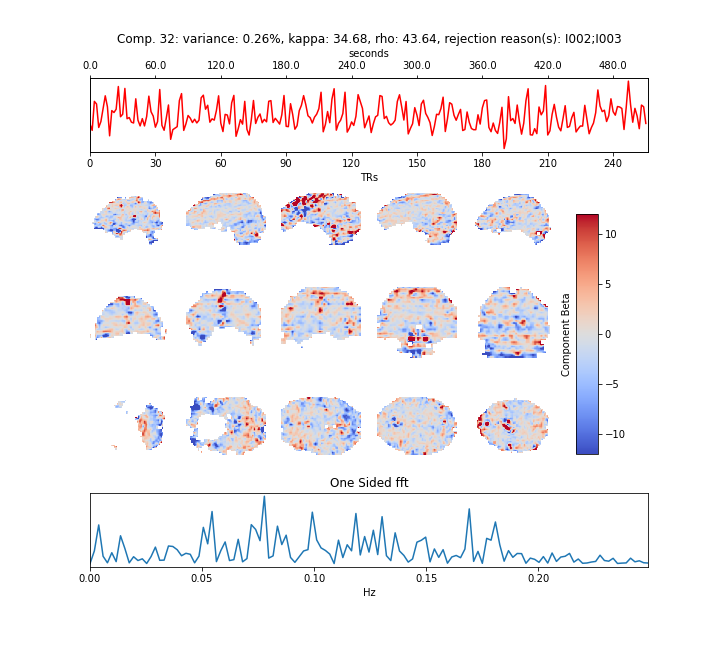 Comp. 32: variance: 0.26%, kappa: 34.68, rho: 43.64, rejection reason(s): I002;I003
seconds
0.0 60.0 120.0 180.0 240.0 300.0 360.0 420.0 480.0
0 30 60 90 120 150 180 210 240
TRs
10
5
0
−5
−10
Component Beta
One Sided fft
0.00 0.05 0.10 0.15 0.20
Hz